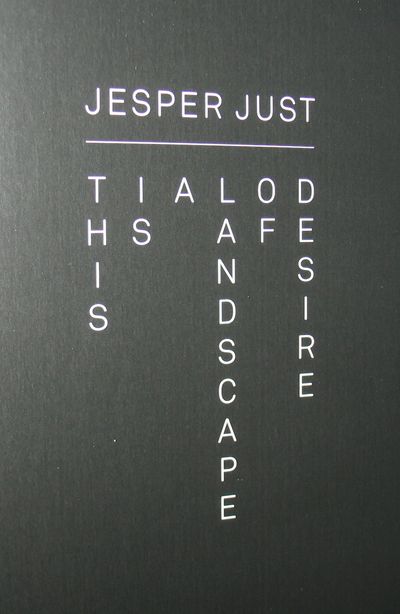 JESPER JUST
THIS
IS
A
LANDSCAPE
OF
DESIRE